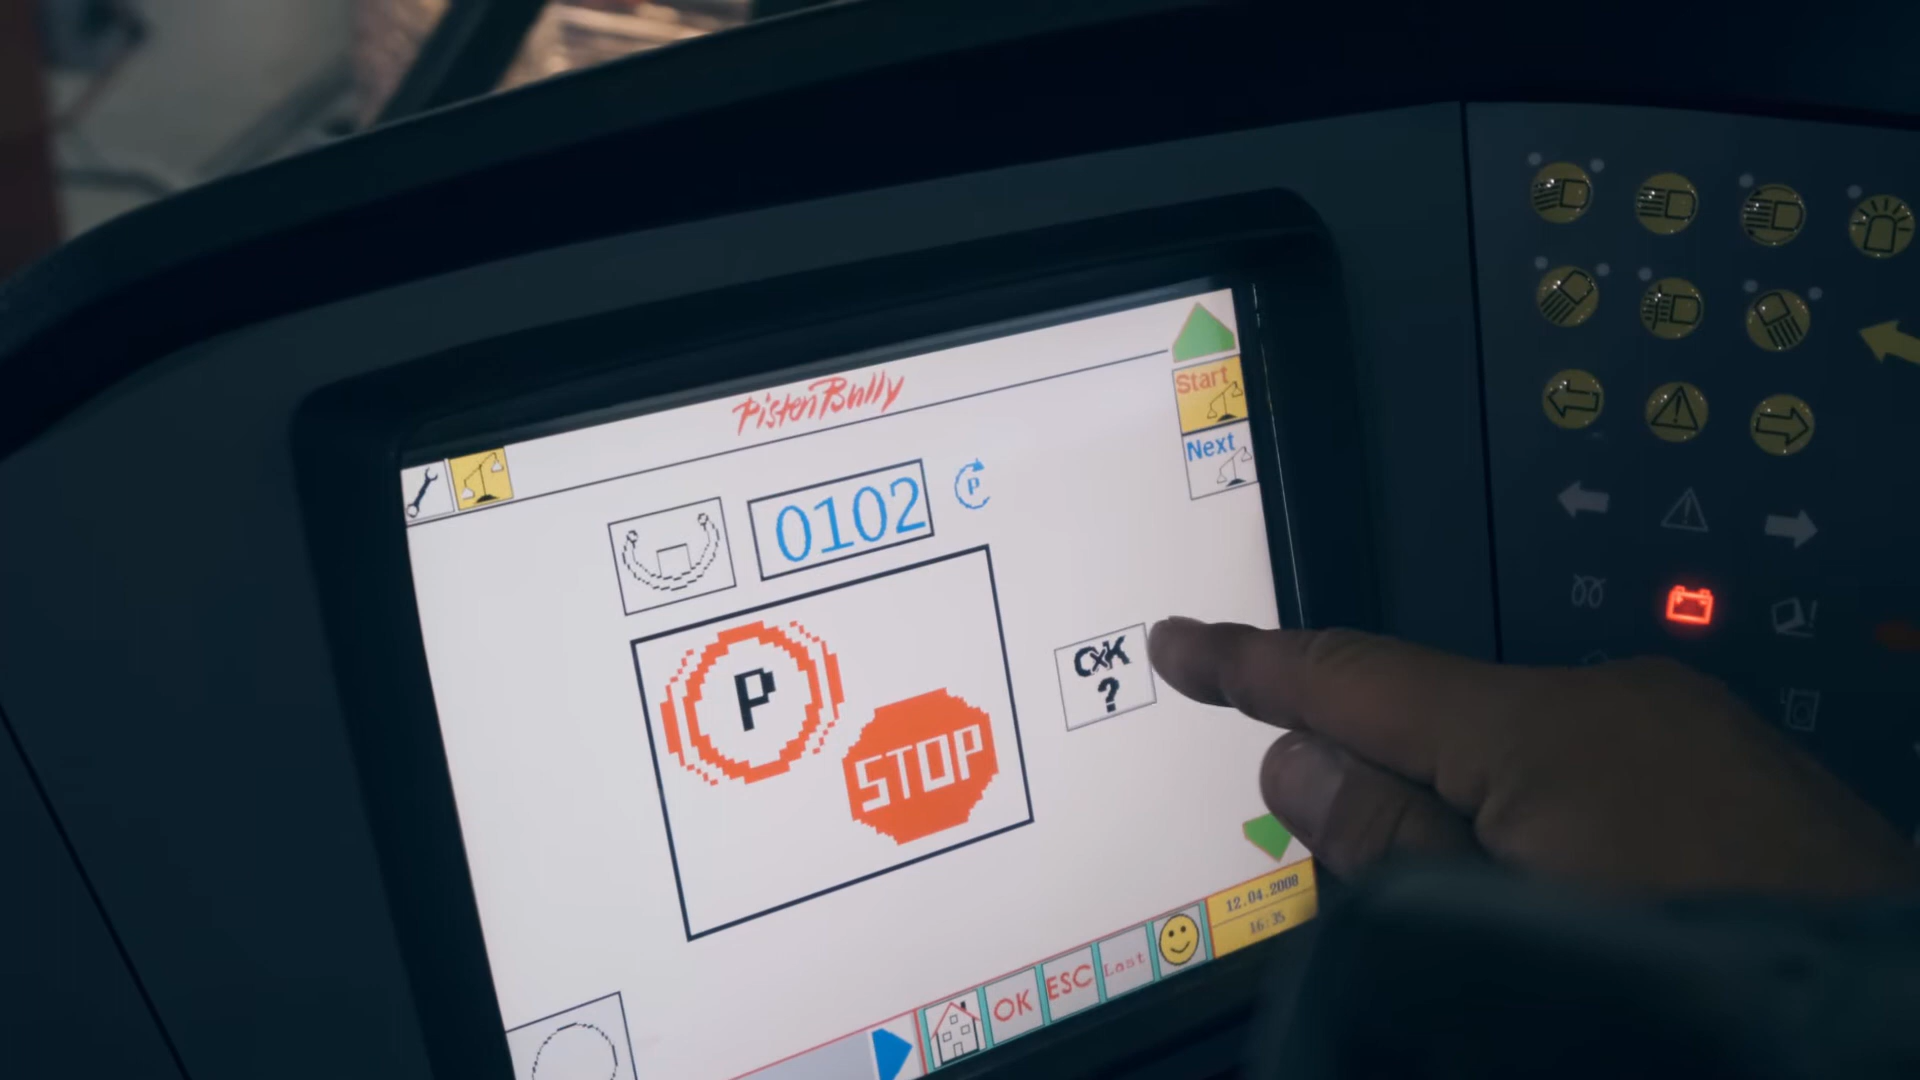 PistenBully
Start
Next
0102
P
P
STOP
OK
?
12.04.2008
16:35
OK
ESC
Last